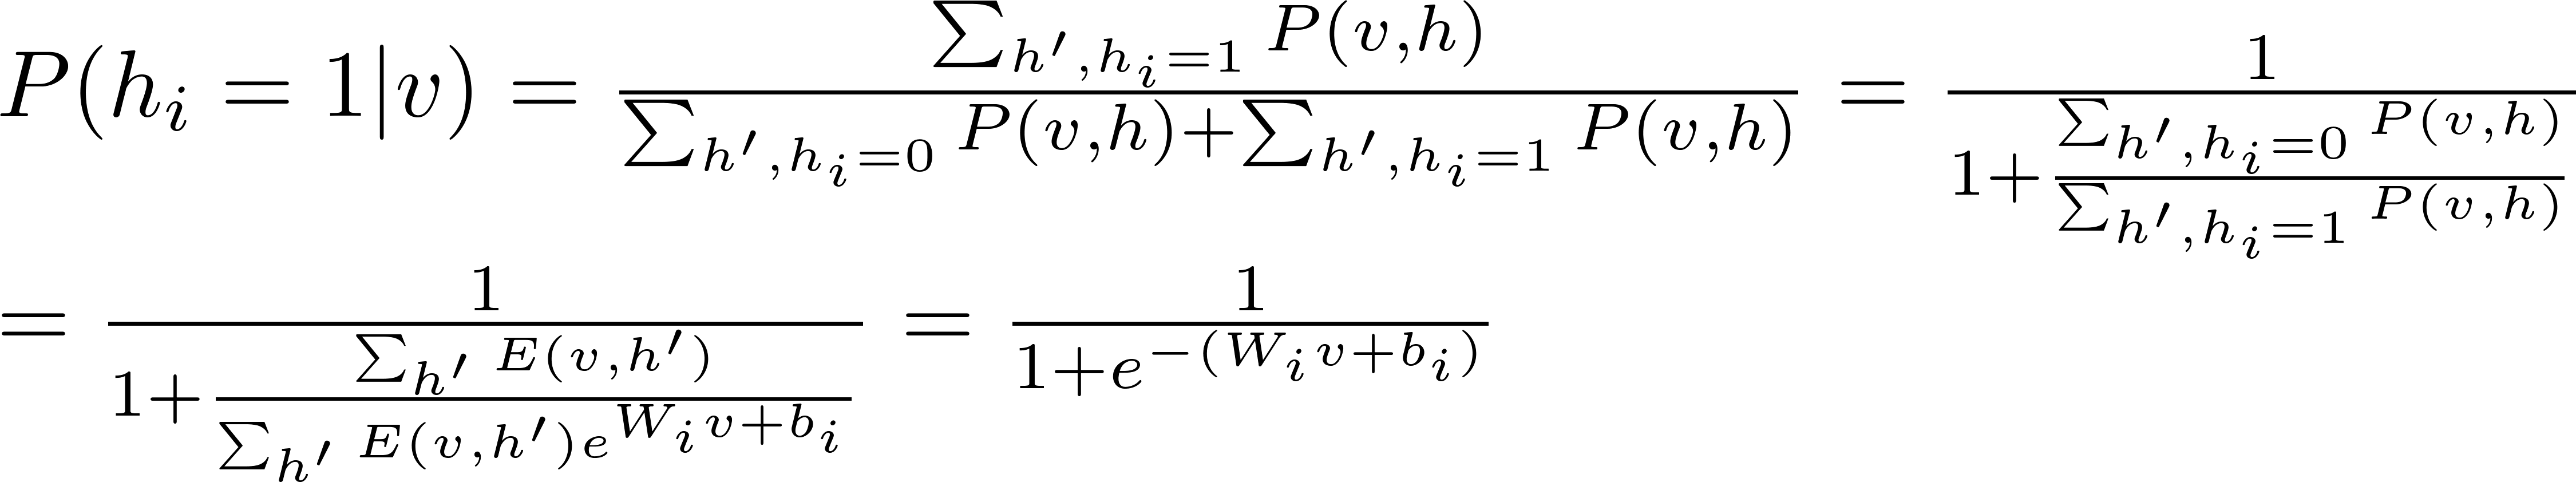 P(h_i = 1|v) = \frac{\sum_{h',h_i=1} P(v,h)}{\sum_{h',h_i=0} P(v,h)+\sum_{h',h_i=1} P(v,h)} = \frac{1}{1+\frac{\sum_{h',h_i=0} P(v,h)}{\sum_{h',h_i=1} P(v,h)}}
= \frac{1}{1+\frac{\sum_{h'} E(v,h')}{\sum_{h'} E(v,h')e^{W_i v+b_i}}} = \frac{1}{1+e^{-(W_i v+b_i)}}